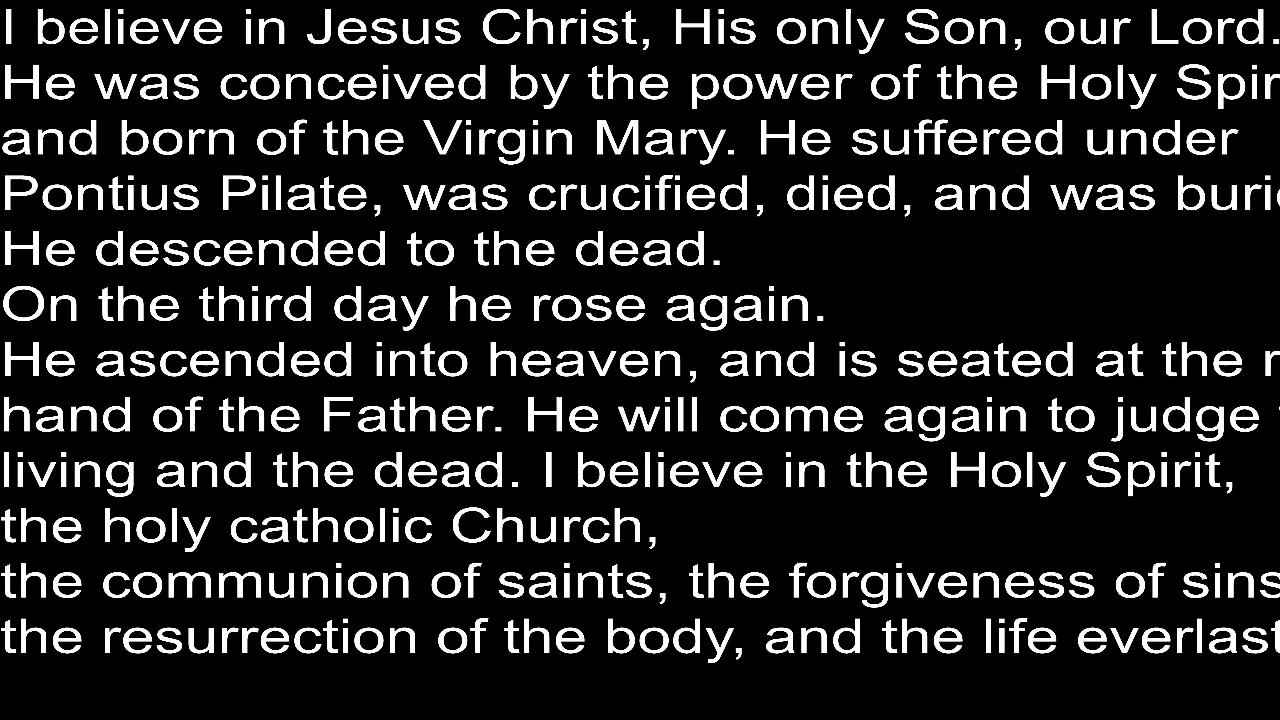 I believe in Jesus Christ, His only Son, our Lord.
He was conceived by the power of the Holy Spir
and born of the Virgin Mary. He suffered under
Pontius Pilate, was crucified, died, and was burie
He descended to the dead.
On the third day he rose again.
He ascended into heaven, and is seated at the r
hand of the Father. He will come again to judge
living and the dead. I believe in the Holy Spirit,
the holy catholic Church,
the communion of saints, the forgiveness of sins
the resurrection of the body, and the life everlast